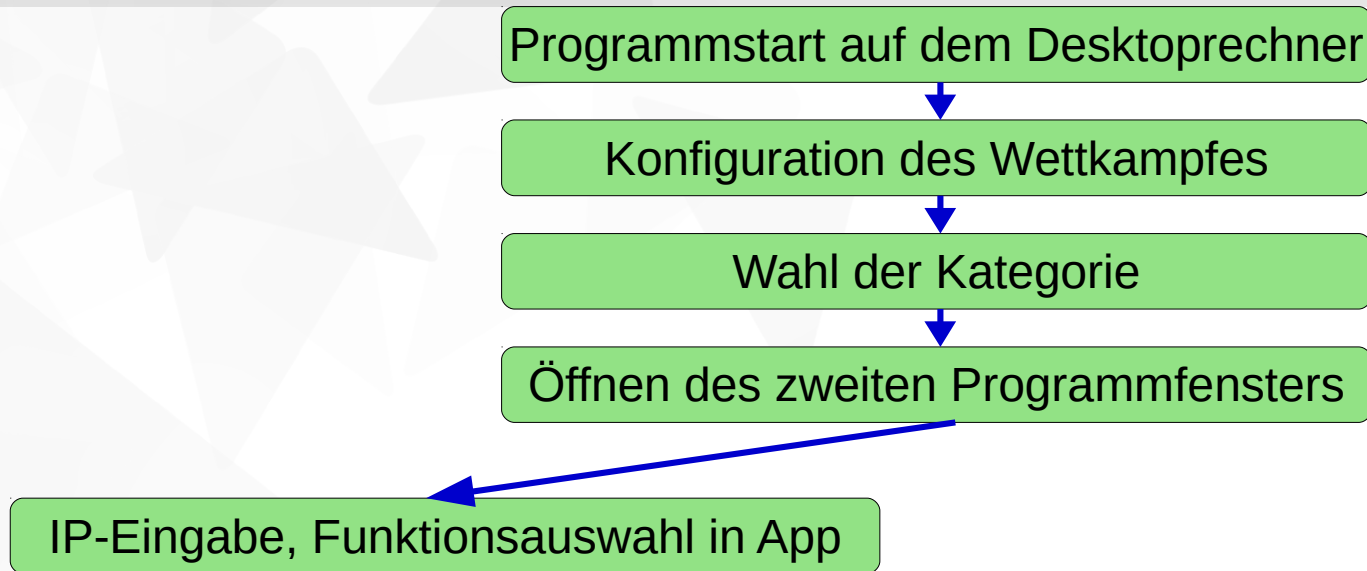 Programmstart auf dem Desktoprechner
Konfiguration des Wettkampfes
Wahl der Kategorie
Öffnen des zweiten Programmfensters
IP-Eingabe, Funktionsauswahl in App